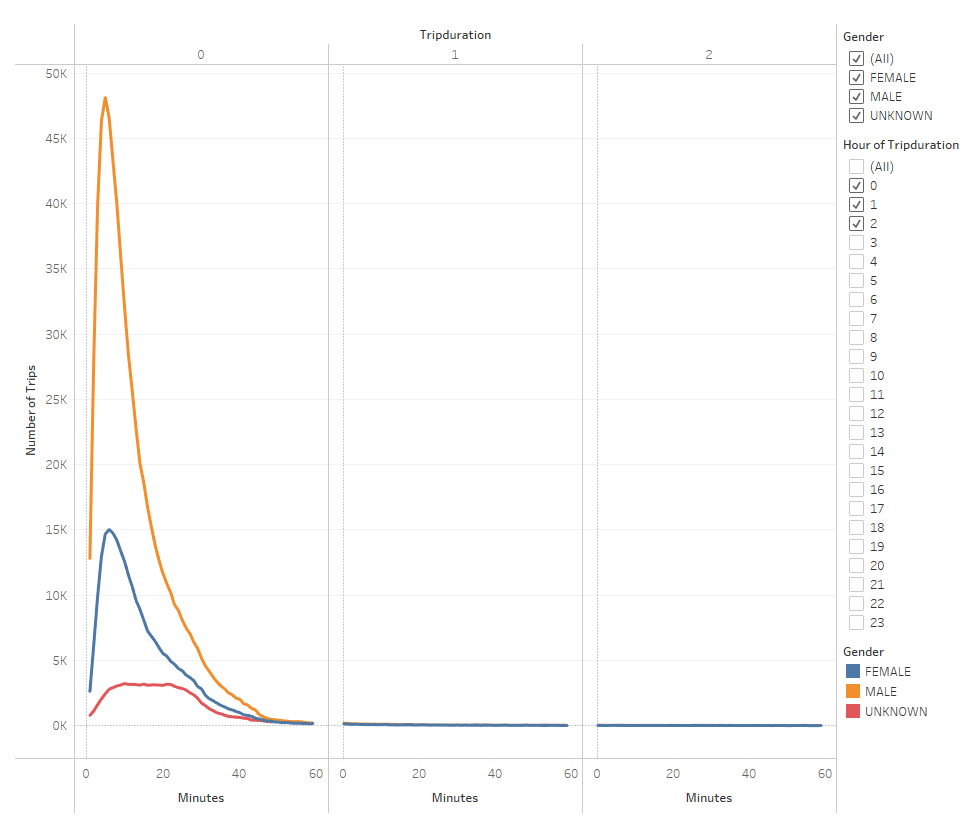 Tripduration
0 1 2
50K
45K
40K
35K
30K
25K
20K
15K
10K
5K
0K
Number of Trips
0 20 40 60 0 20 40 60 0 20 40 60
Minutes Minutes Minutes
Gender
(All)
FEMALE
MALE
UNKNOWN
Hour of Tripduration
(All)
0
1
2
3
4
5
6
7
8
9
10
11
12
13
14
15
16
17
18
19
20
21
22
23
Gender
FEMALE
MALE
UNKNOWN